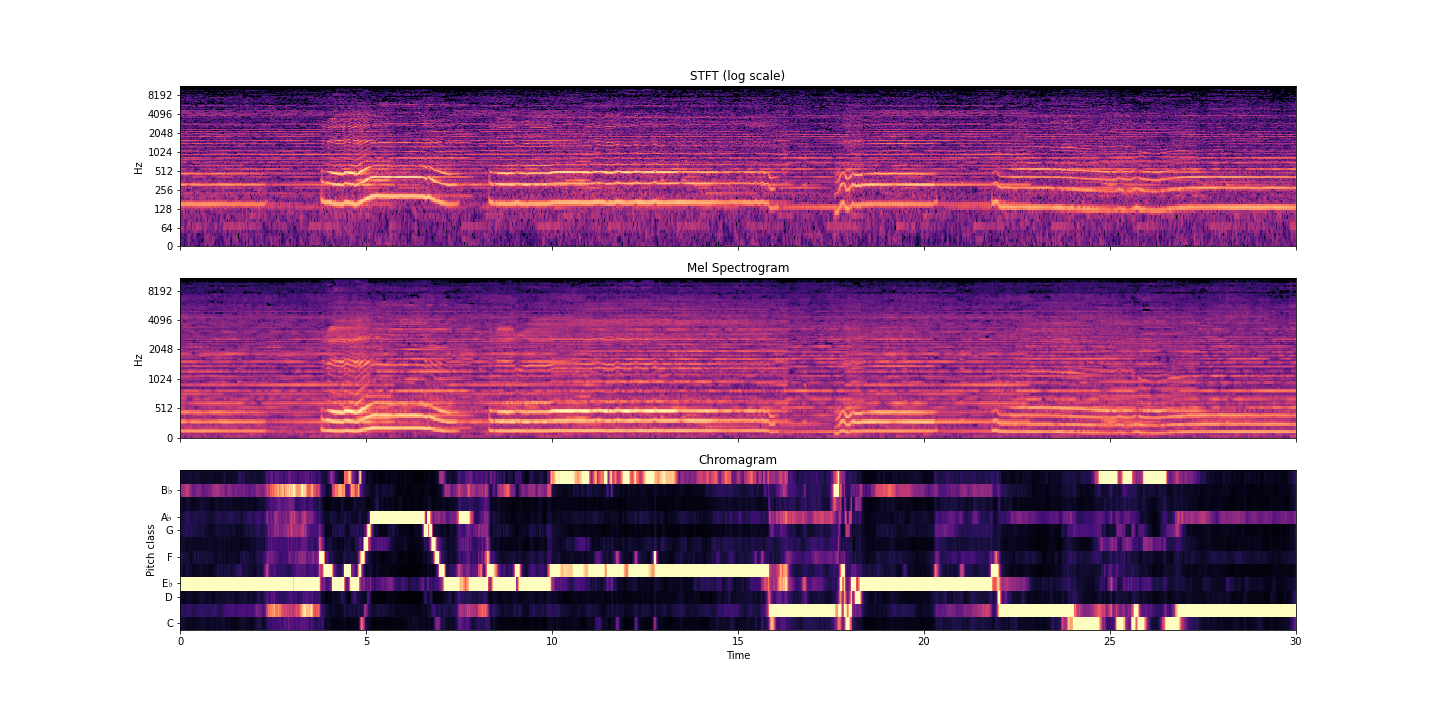 STFT (log scale)
8192
4096
2048
1024
512
256
128
64
0
Hz
Mel Spectrogram
8192
4096
2048
1024
512
0
Hz
Chromagram
B♭
A♭
G
F
E♭
D
C
Pitch class
0 5 10 15 20 25 30
Time